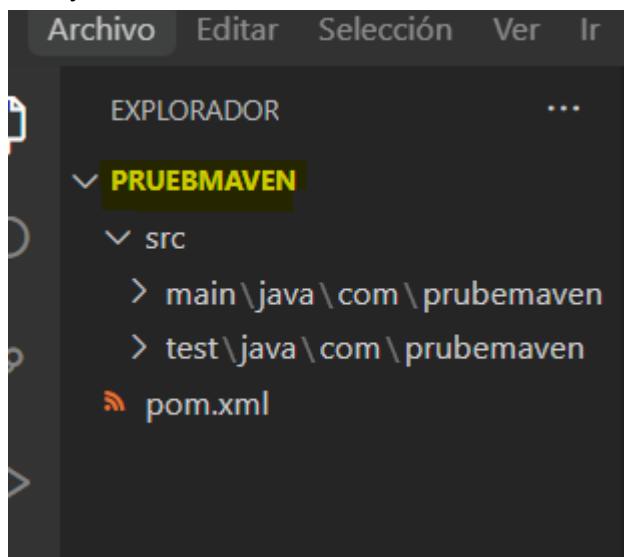 Archivo Editar Selección Ver Ir
EXPLORADOR ...
PRUEBMAVEN
src
main\java\com\prubemaven
test\java\com\prubemaven
pom.xml